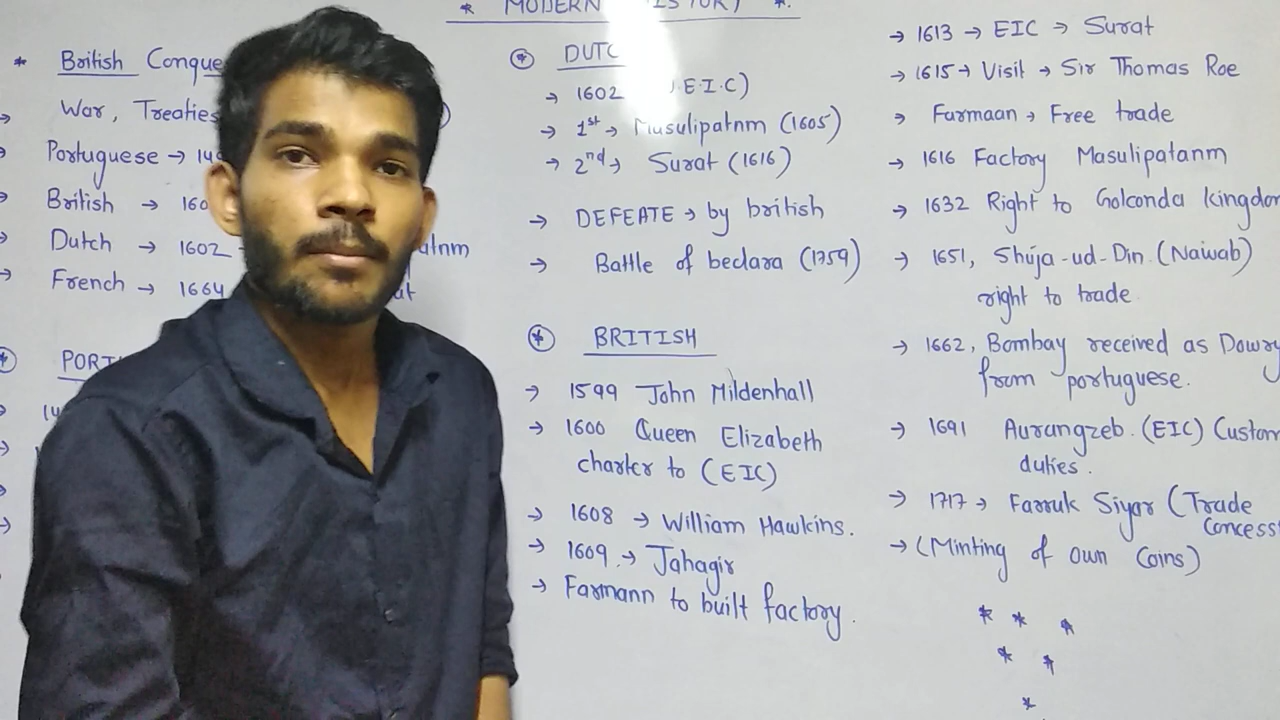 * MODERN HISTORY *
* British Conque
War, Treaties
Portuguese → 14
British → 160
Dutch → 1602
French → 1664
PORT
* DUTC
→ 1602 .E.I.C)
→ 1st → Masulipatnm (1605)
→ 2nd → Surat (1616)
→ DEFEATE → by british
→ Battle of bedara (1759)
* BRITISH
→ 1599 John Mildenhall
→ 1600 Queen Elizabeth
charter to (EIC)
→ 1608 → William Hawkins.
→ 1609 → Jahagir
→ Farmann to built factory.
→ 1613 → EIC → Surat
→ 1615 → Visit → Sir Thomas Roe
→ Farmaan → Free trade
→ 1616 Factory Masulipatanm
→ 1632 Right to Golconda kingdom
→ 1651, Shuja-ud-Din (Naiwab)
right to trade
→ 1662, Bombay received as Dowry
from portuguese.
→ 1691 Aurangzeb. (EIC) Custom
duties.
→ 1717 → Farruk Siyar (Trade
Concess
→ (Minting of own Coins)
* * *
* *
*